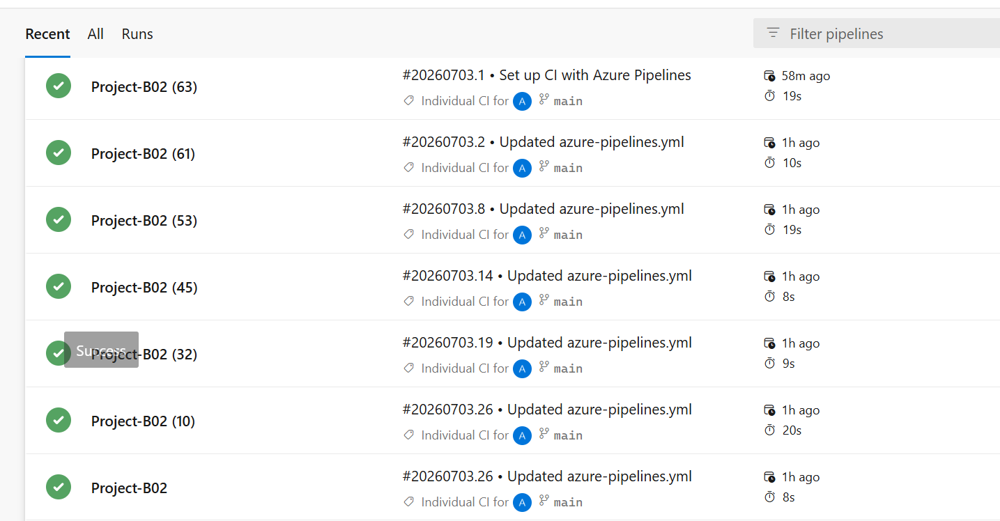 Recent All Runs Filter pipelines
Project-B02 (63) #20260703.1 • Set up CI with Azure Pipelines 58m ago
Individual CI for A main 19s
Project-B02 (61) #20260703.2 • Updated azure-pipelines.yml 1h ago
Individual CI for A main 10s
Project-B02 (53) #20260703.8 • Updated azure-pipelines.yml 1h ago
Individual CI for A main 19s
Project-B02 (45) #20260703.14 • Updated azure-pipelines.yml 1h ago
Individual CI for A main 8s
Success
Project-B02 (32) #20260703.19 • Updated azure-pipelines.yml 1h ago
Individual CI for A main 9s
Project-B02 (10) #20260703.26 • Updated azure-pipelines.yml 1h ago
Individual CI for A main 20s
Project-B02 #20260703.26 • Updated azure-pipelines.yml 1h ago
Individual CI for A main 8s